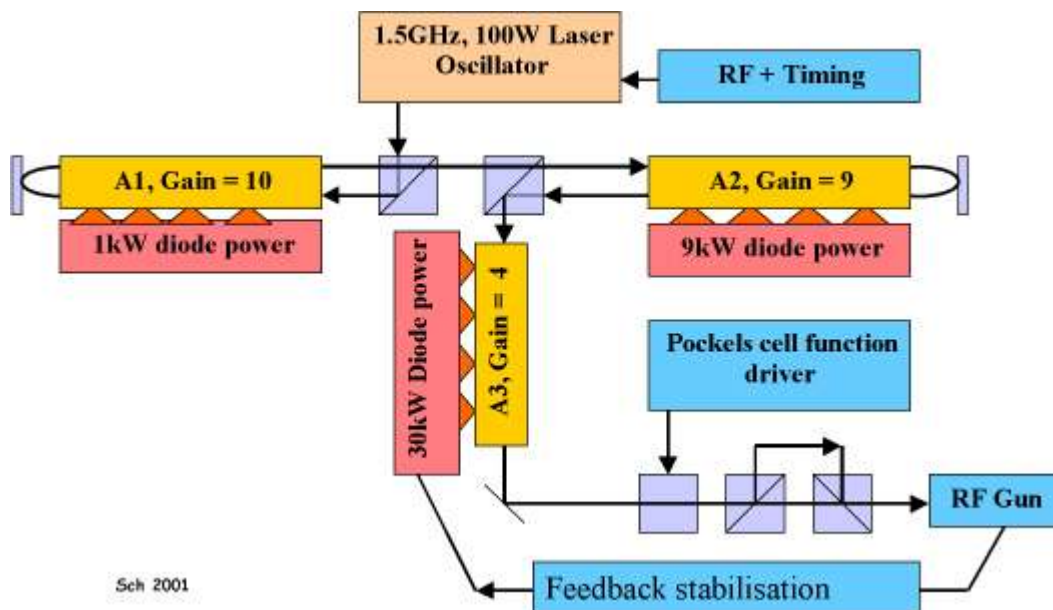 1.5GHz, 100W Laser
Oscillator
RF + Timing
A1, Gain = 10
A2, Gain = 9
1kW diode power
9kW diode power
30kW Diode power
A3, Gain = 4
Pockels cell function
driver
RF Gun
Feedback stabilisation
Sch 2001